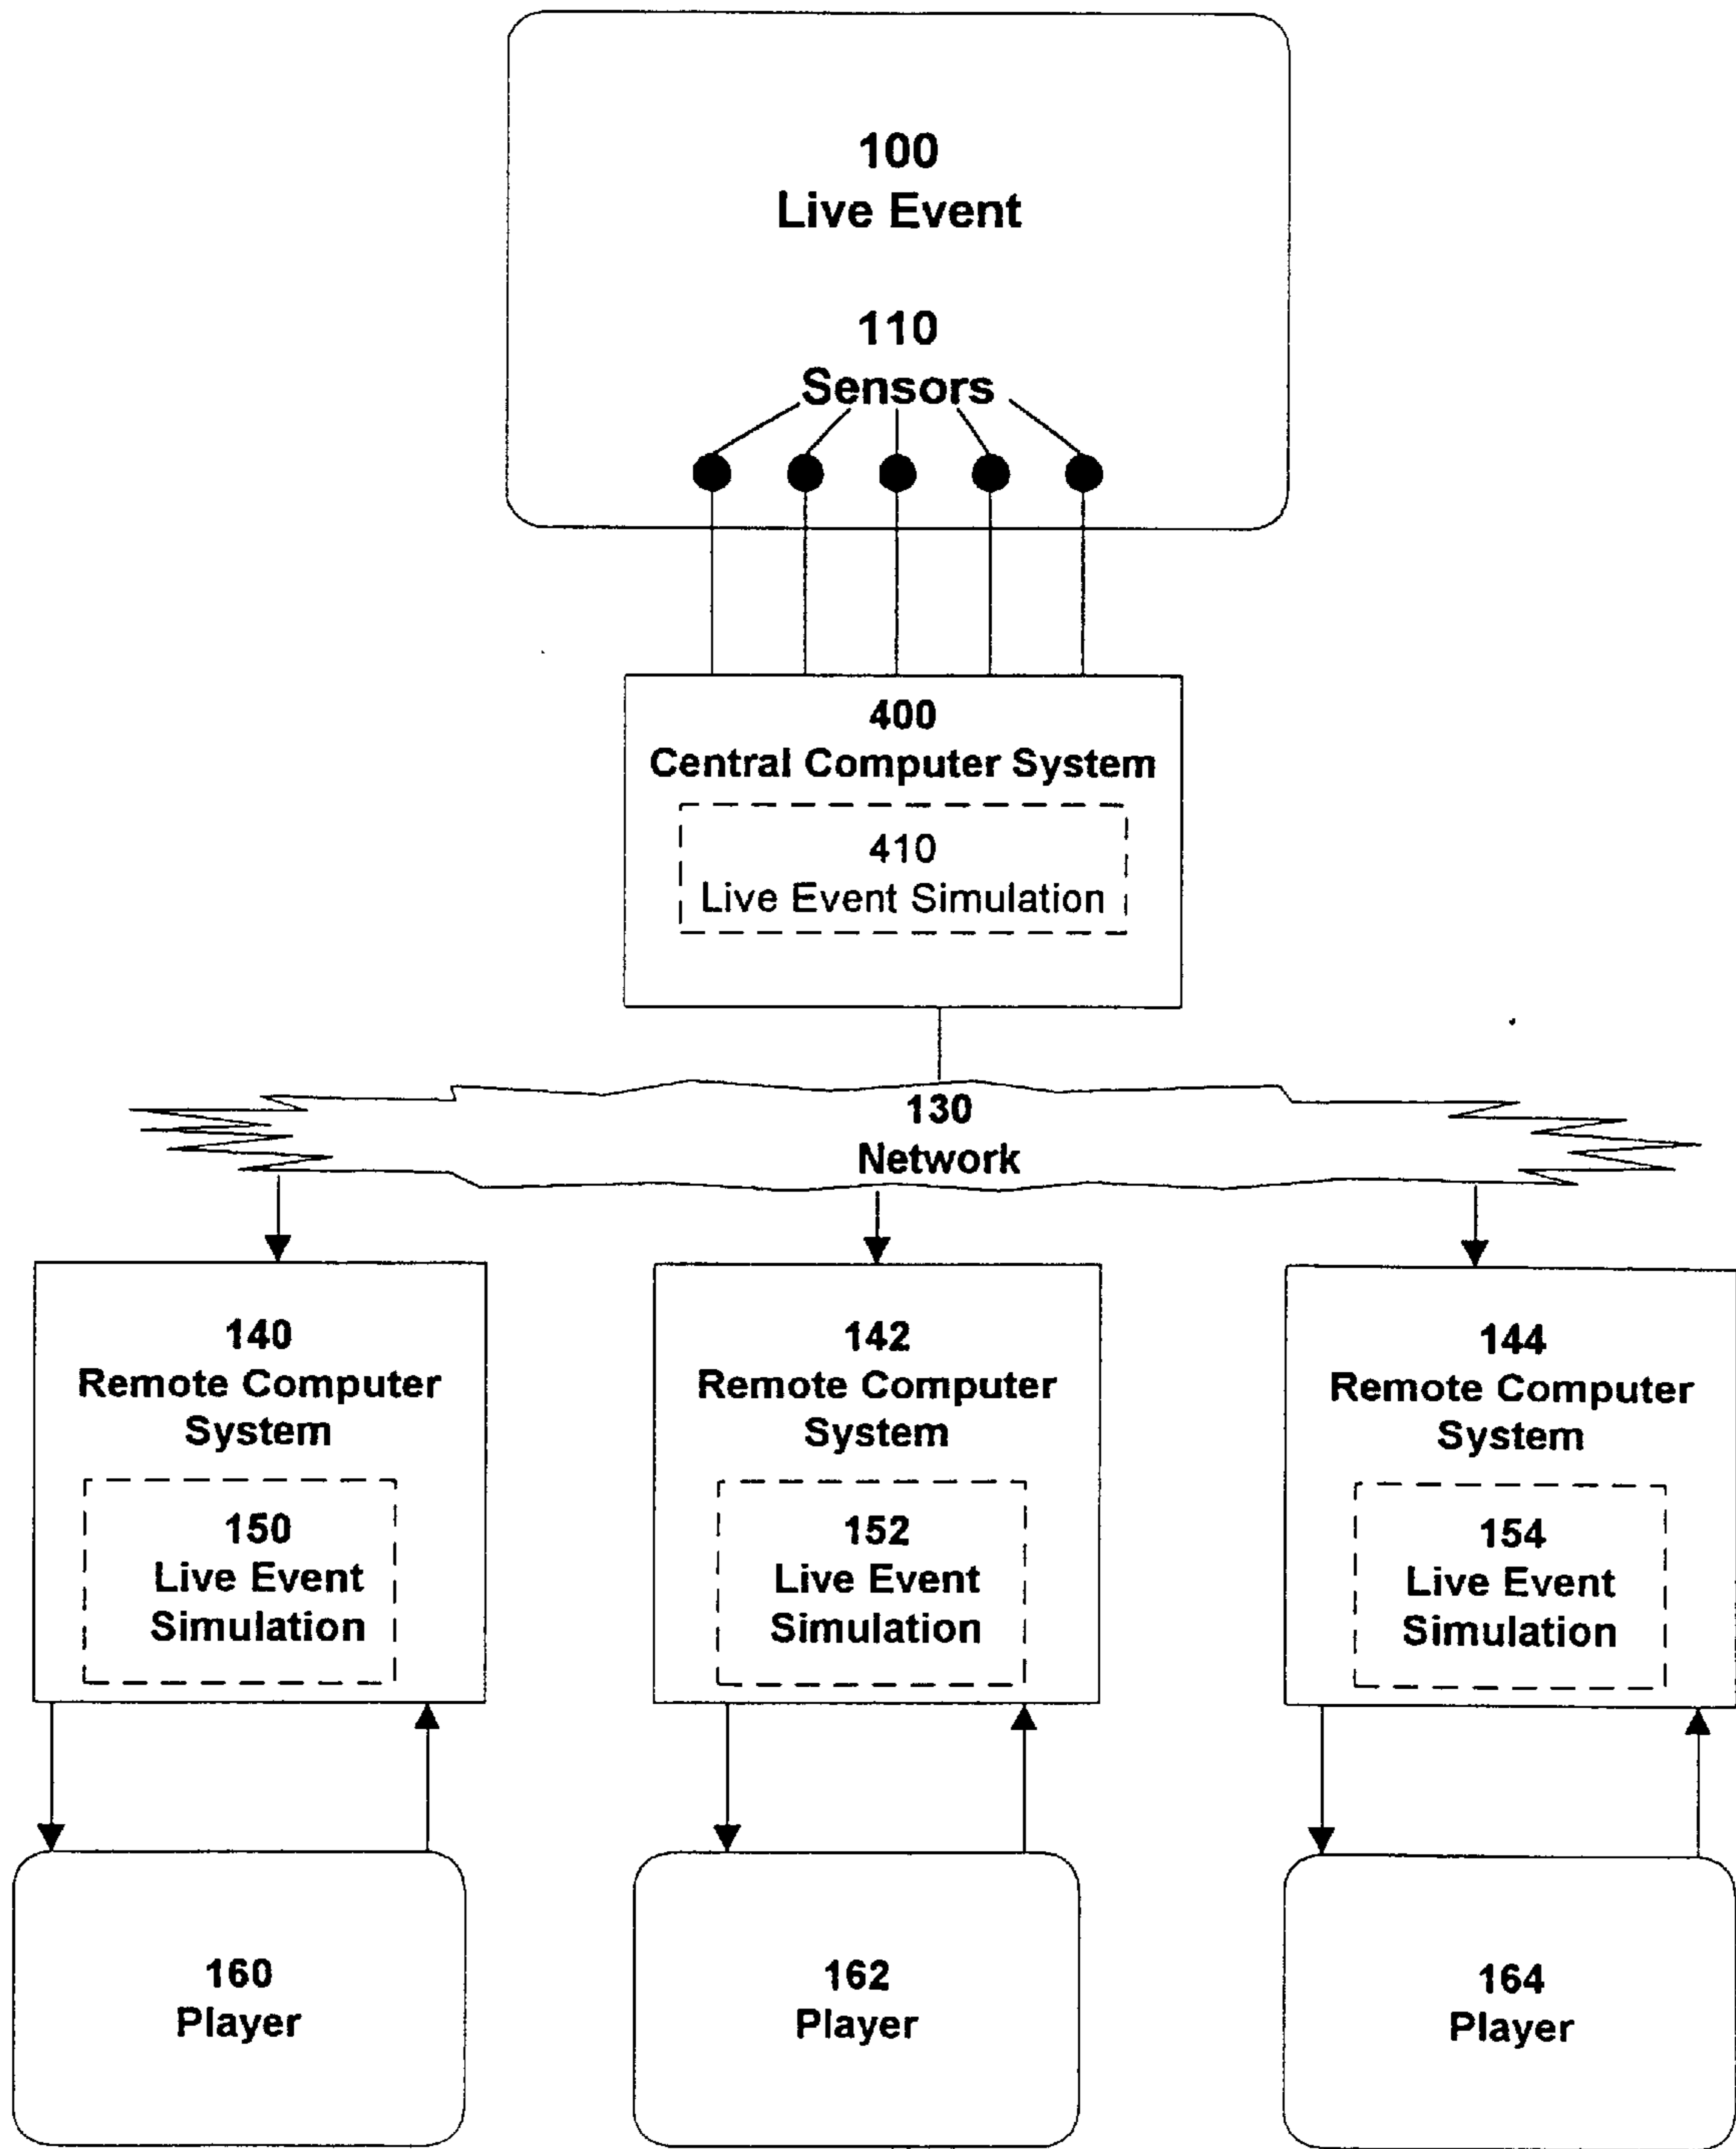 100
Live Event
110
Sensors
400
Central Computer System
410
Live Event Simulation
130
Network
140
Remote Computer
System
150
Live Event
Simulation
142
Remote Computer
System
152
Live Event
Simulation
144
Remote Computer
System
154
Live Event
Simulation
160
Player
162
Player
164
Player